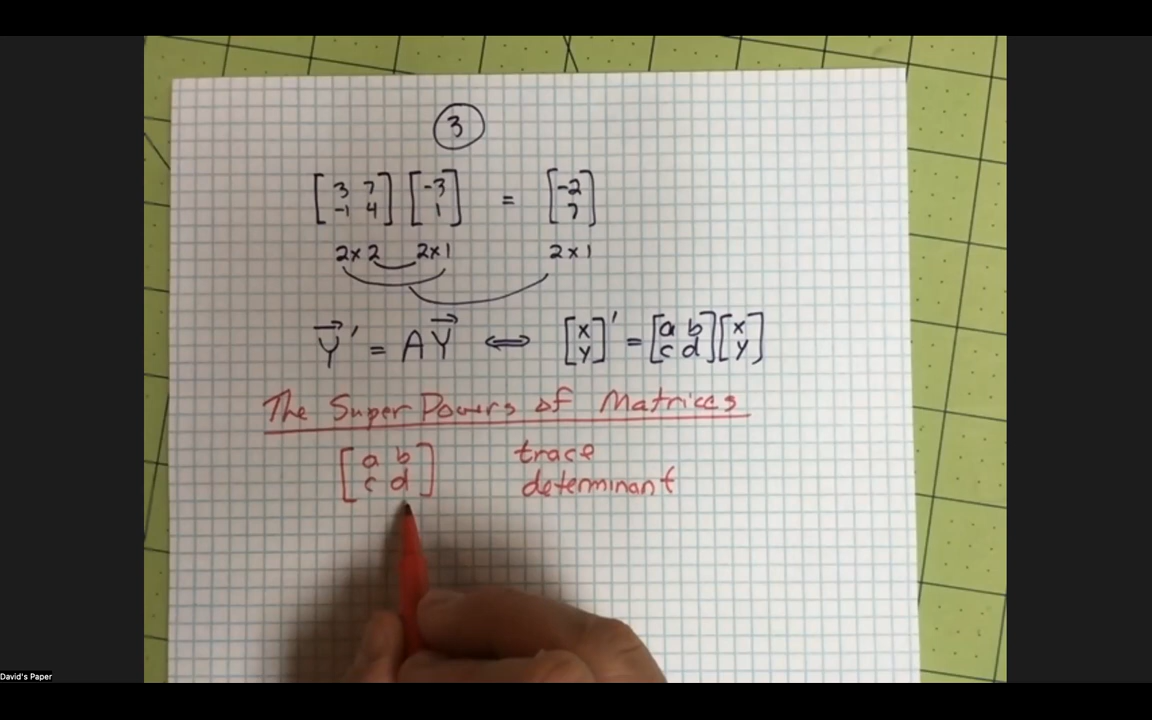 3
[3 7; -1 4] [-3; 1] = [-2; 7]
2×2 2×1 2×1
Y⃗' = AY⃗ ⟺ [x; y]' = [a b; c d][x; y]
The Super Powers of Matrices
[a b; c d] trace
determinant
David's Paper